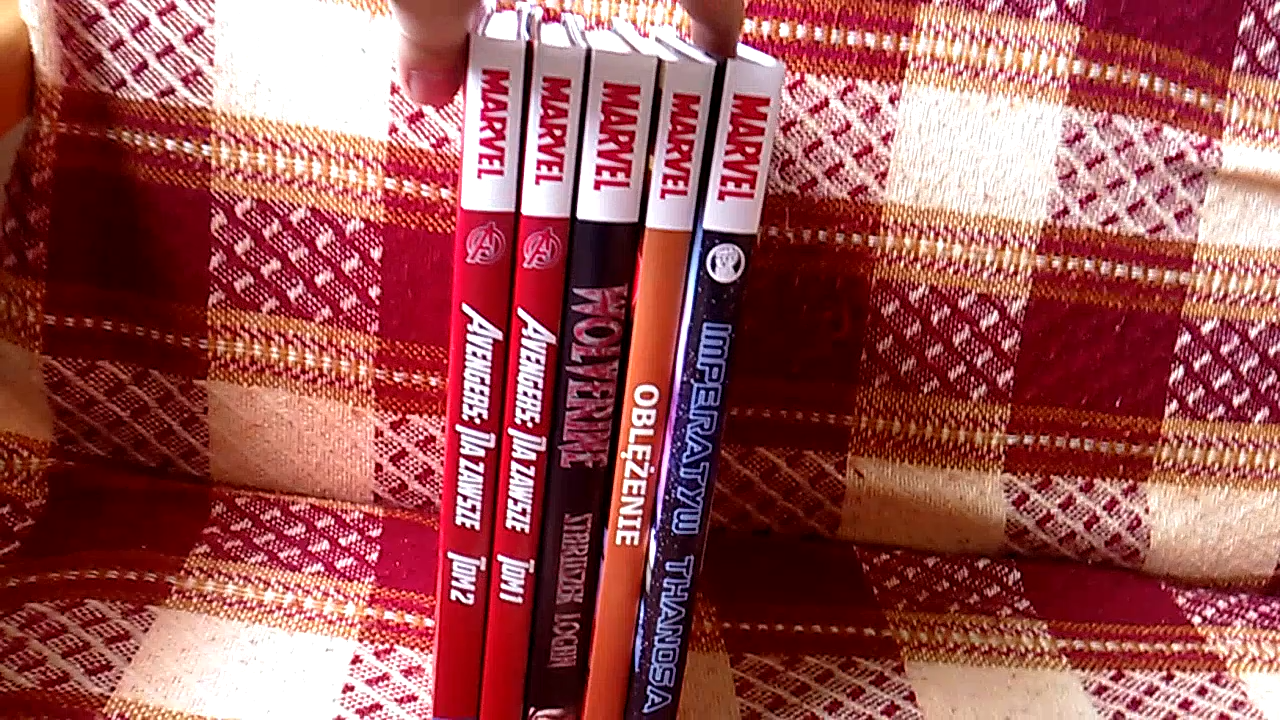 MARVEL
AVENGERS: NA ZAWSZE TOM 2
MARVEL
AVENGERS: NA ZAWSZE TOM 1
MARVEL
WOLVERINE STARUSZEK LOGAN
MARVEL
OBLĘŻENIE
MARVEL
IMPERATYW THANOSA